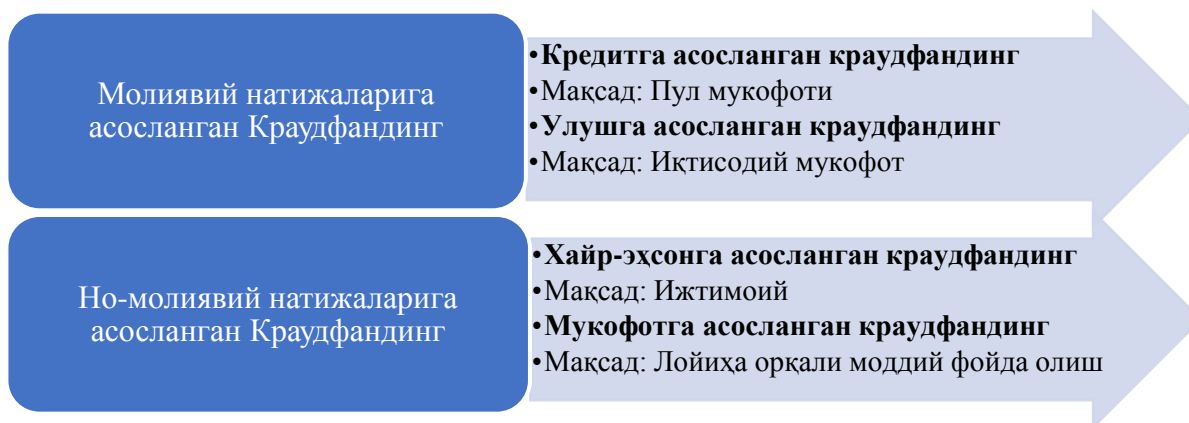 Молиявий натижаларига
асосланган Краудфандинг
•Кредитга асосланган краудфандинг
•Мақсад: Пул мукофоти
•Улушга асосланган краудфандинг
•Мақсад: Иқтисодий мукофот
Но-молиявий натижаларига
асосланган Краудфандинг
•Хайр-эҳсонга асосланган краудфандинг
•Мақсад: Ижтимоий
•Мукофотга асосланган краудфандинг
•Мақсад: Лойиҳа орқали моддий фойда олиш